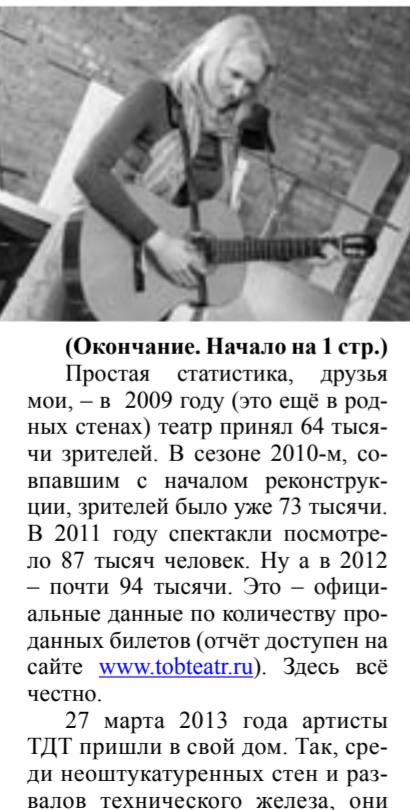 (Окончание. Начало на 1 стр.)
Простая статистика, друзья
мои, – в 2009 году (это ещё в род-
ных стенах) театр принял 64 тыся-
чи зрителей. В сезоне 2010-м, со-
впавшим с началом реконструк-
ции, зрителей было уже 73 тысячи.
В 2011 году спектакли посмотре-
ло 87 тысяч человек. Ну а в 2012
– почти 94 тысячи. Это – офици-
альные данные по количеству про-
данных билетов (отчёт доступен на
сайте www.tobteatr.ru). Здесь всё
честно.
27 марта 2013 года артисты
ТДТ пришли в свой дом. Так, сре-
ди неоштукатуренных стен и раз-
валов технического железа, они